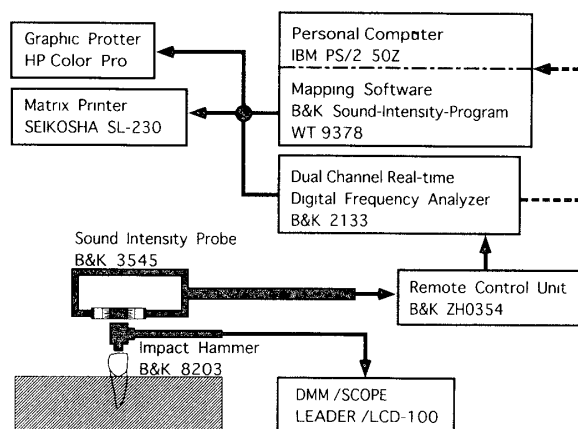 Graphic Protter
HP Color Pro
Matrix Printer
SEIKOSHA SL-230
Personal Computer
IBM PS/2 50Z
Mapping Software
B&K Sound-Intensity-Program
WT 9378
Dual Channel Real-time
Digital Frequency Analyzer
B&K 2133
Sound Intensity Probe
B&K 3545
Remote Control Unit
B&K ZH0354
Impact Hammer
B&K 8203
DMM/SCOPE
LEADER/LCD-100